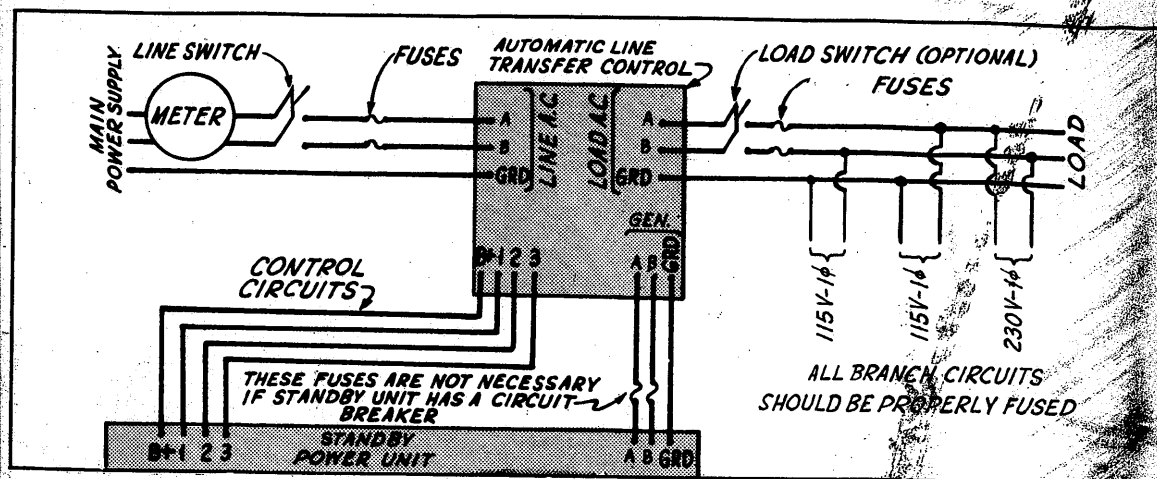 MAIN
POWER SUPPLY
LINE SWITCH
METER
FUSES
AUTOMATIC LINE
TRANSFER CONTROL
LOAD SWITCH (OPTIONAL)
FUSES
A
B
GRD
LINE A.C.
LOAD A.C.
A
B
GRD
LOAD
GEN.
A B GRD
B+ 1 2 3
CONTROL
CIRCUITS
115V-1ϕ
115V-1ϕ
230V-1ϕ
ALL BRANCH CIRCUITS
SHOULD BE PROPERLY FUSED
THESE FUSES ARE NOT NECESSARY
IF STANDBY UNIT HAS A CIRCUIT
BREAKER
STANDBY
POWER UNIT
B+ 1 2 3
A B GRD